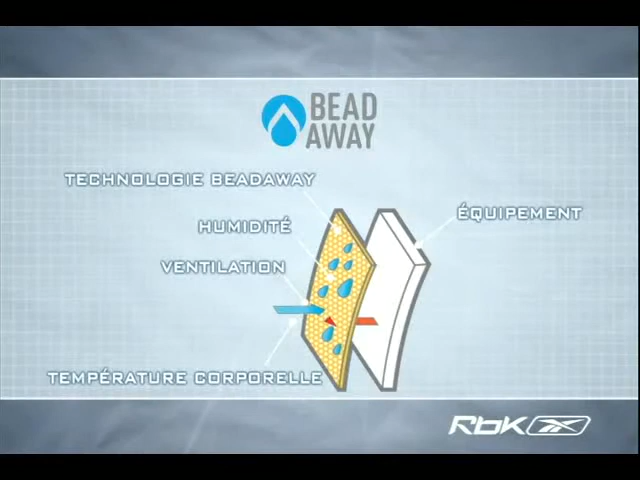 BEAD
AWAY
TECHNOLOGIE BEADAWAY
HUMIDITÉ
ÉQUIPEMENT
VENTILATION
TEMPÉRATURE CORPORELLE
RbK